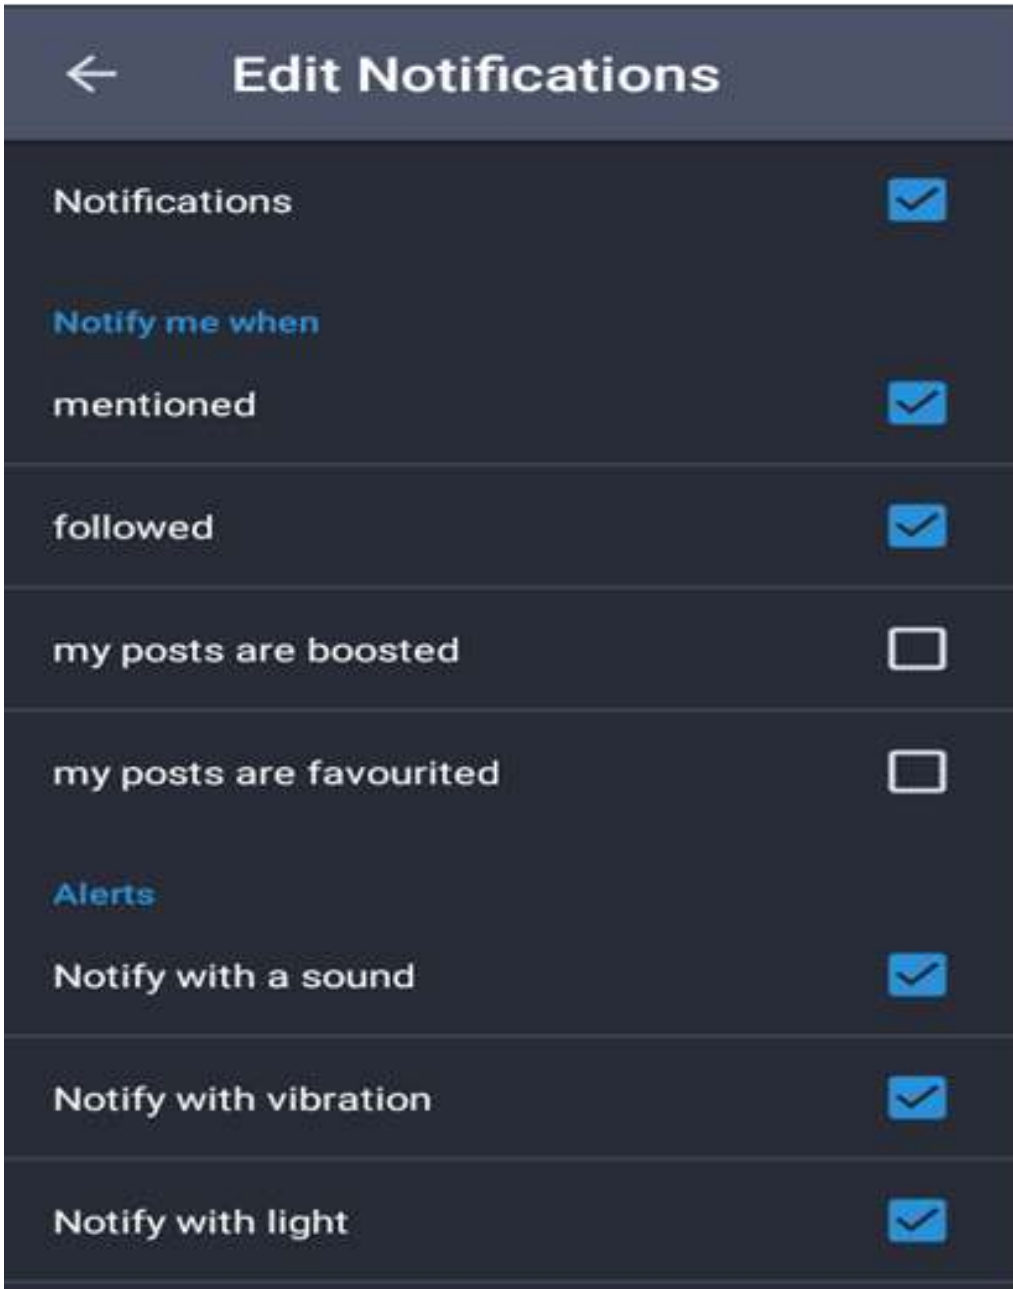 Edit Notifications
Notifications
Notify me when
mentioned
followed
my posts are boosted
my posts are favourited
Alerts
Notify with a sound
Notify with vibration
Notify with light